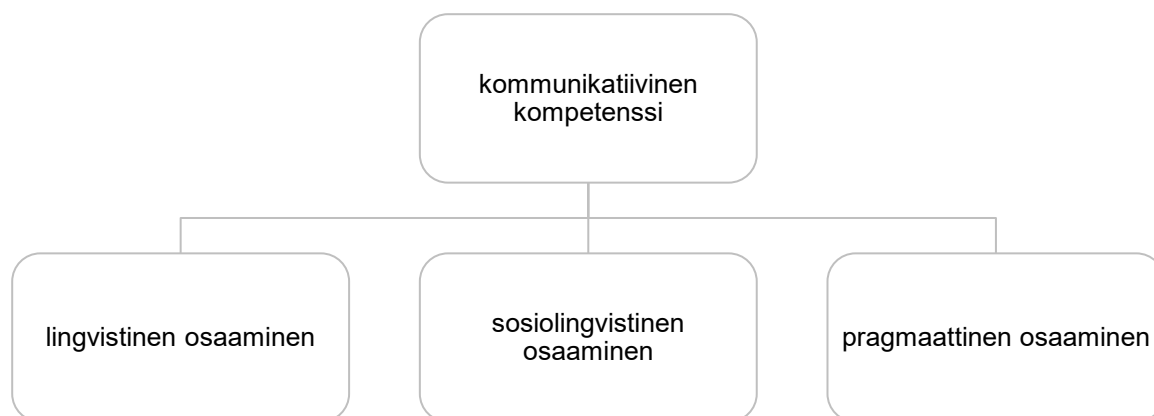 kommunikatiivinen
kompetenssi
lingvistinen osaaminen
sosiolingvistinen
osaaminen
pragmaattinen osaaminen